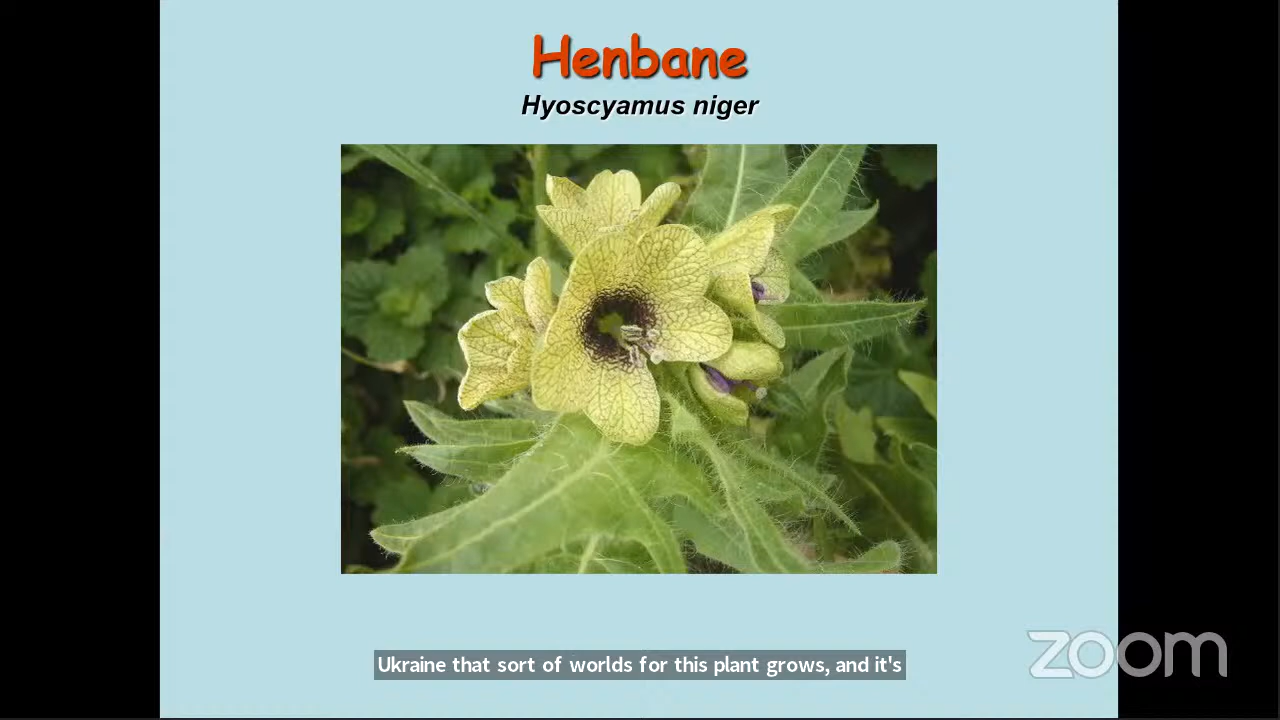 Henbane
Hyoscyamus niger
Ukraine that sort of worlds for this plant grows, and it's
zoom